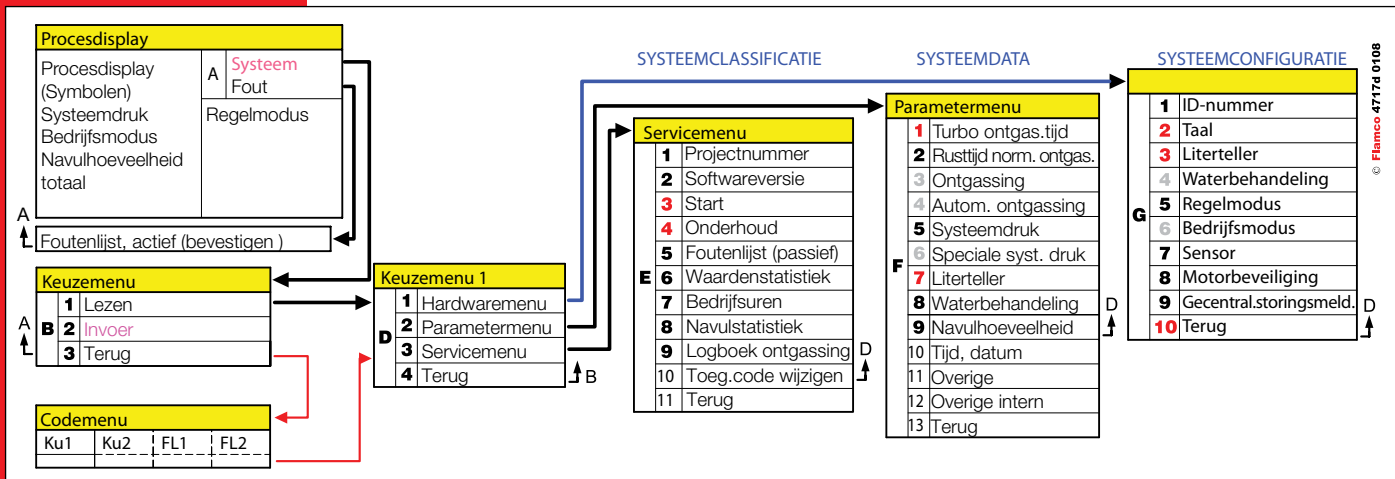 Procesdisplay
Procesdisplay
(Symbolen)
Systeemdruk
Bedrijfsmodus
Navulhoeveelheid
totaal
A
Systeem
Fout
Regelmodus
A
Foutenlijst, actief (bevestigen )
Keuzemenu
A
B
1 Lezen
2 Invoer
3 Terug
Codemenu
Ku1 Ku2 FL1 FL2
Keuzemenu 1
D
1 Hardwaremenu
2 Parametermenu
3 Servicemenu
4 Terug
B
SYSTEEMCLASSIFICATIE
Servicemenu
E
1 Projectnummer
2 Softwareversie
3 Start
4 Onderhoud
5 Foutenlijst (passief)
6 Waardenstatistiek
7 Bedrijfsuren
8 Navulstatistiek
9 Logboek ontgassing
10 Toeg.code wijzigen
11 Terug
D
SYSTEEMDATA
Parametermenu
F
1 Turbo ontgas.tijd
2 Rusttijd norm. ontgas.
3 Ontgassing
4 Autom. ontgassing
5 Systeemdruk
6 Speciale syst. druk
7 Literteller
8 Waterbehandeling
9 Navulhoeveelheid
10 Tijd, datum
11 Overige
12 Overige intern
13 Terug
D
SYSTEEMCONFIGURATIE
G
1 ID-nummer
2 Taal
3 Literteller
4 Waterbehandeling
5 Regelmodus
6 Bedrijfsmodus
7 Sensor
8 Motorbeveiliging
9 Gecentral.storingsmeld.
10 Terug
D
© Flamco 4717d 0108